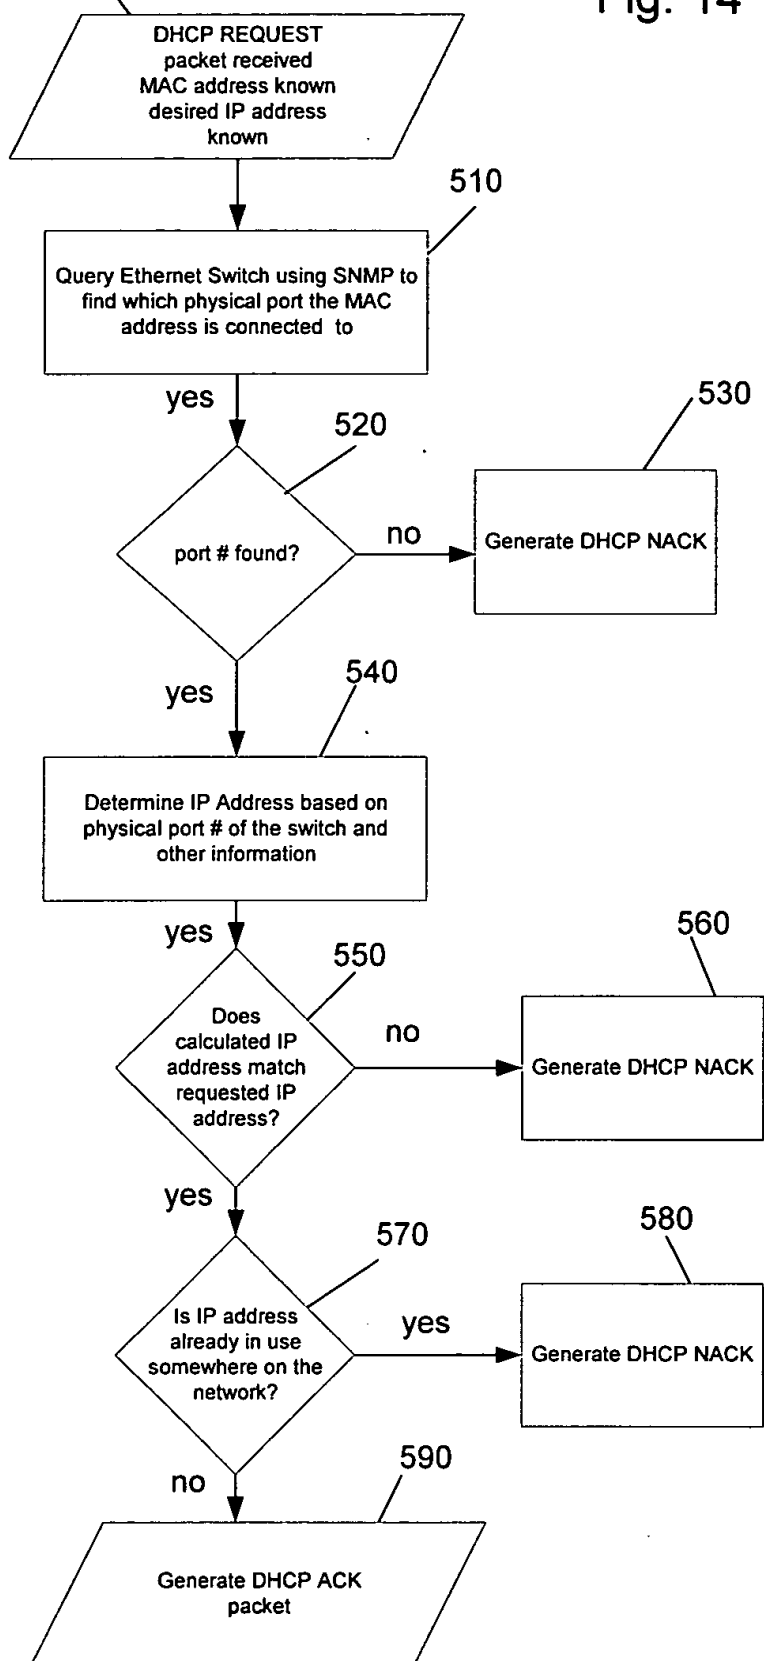 Fig. 14
DHCP REQUEST
packet received
MAC address known
desired IP address
known
510
Query Ethernet Switch using SNMP to
find which physical port the MAC
address is connected to
yes
520
530
port # found?
no
Generate DHCP NACK
yes
540
Determine IP Address based on
physical port # of the switch and
other information
yes
550
560
Does
calculated IP
address match
requested IP
address?
no
Generate DHCP NACK
yes
570
580
Is IP address
already in use
somewhere on the
network?
yes
Generate DHCP NACK
no
590
Generate DHCP ACK
packet